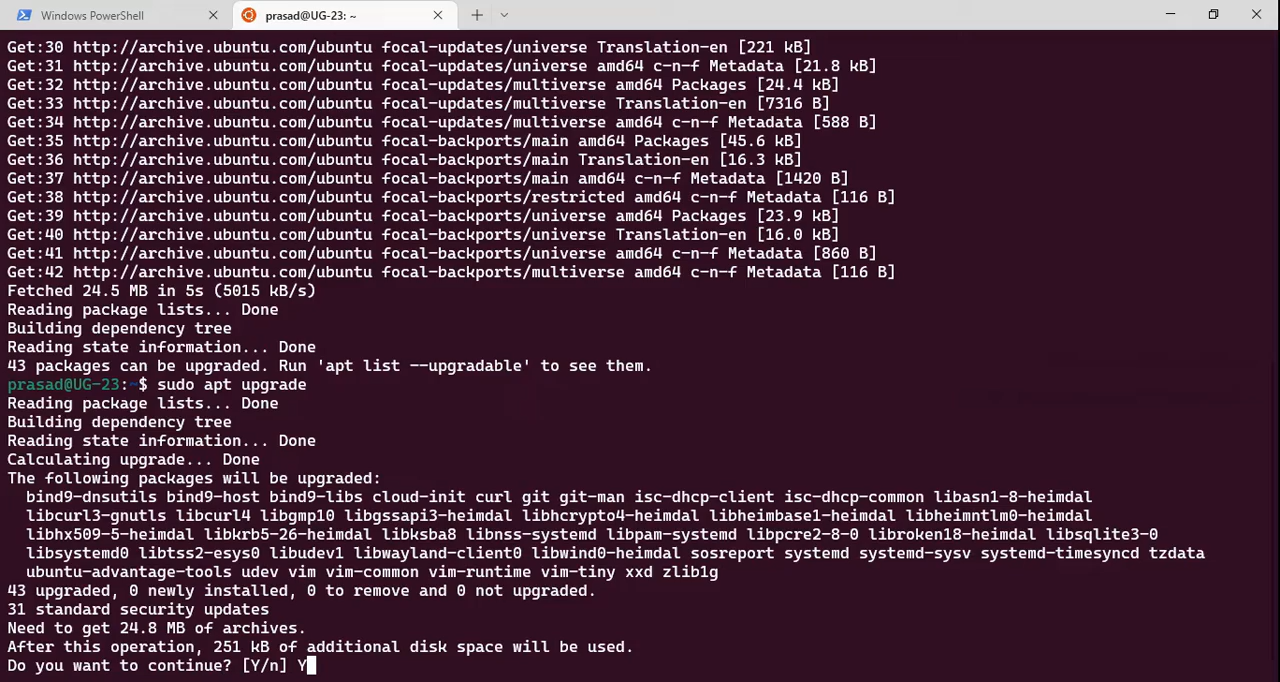 Windows PowerShell
prasad@UG-23: ~
Get:30 http://archive.ubuntu.com/ubuntu focal-updates/universe Translation-en [221 kB]
Get:31 http://archive.ubuntu.com/ubuntu focal-updates/universe amd64 c-n-f Metadata [21.8 kB]
Get:32 http://archive.ubuntu.com/ubuntu focal-updates/multiverse amd64 Packages [24.4 kB]
Get:33 http://archive.ubuntu.com/ubuntu focal-updates/multiverse Translation-en [7316 B]
Get:34 http://archive.ubuntu.com/ubuntu focal-updates/multiverse amd64 c-n-f Metadata [588 B]
Get:35 http://archive.ubuntu.com/ubuntu focal-backports/main amd64 Packages [45.6 kB]
Get:36 http://archive.ubuntu.com/ubuntu focal-backports/main Translation-en [16.3 kB]
Get:37 http://archive.ubuntu.com/ubuntu focal-backports/main amd64 c-n-f Metadata [1420 B]
Get:38 http://archive.ubuntu.com/ubuntu focal-backports/restricted amd64 c-n-f Metadata [116 B]
Get:39 http://archive.ubuntu.com/ubuntu focal-backports/universe amd64 Packages [23.9 kB]
Get:40 http://archive.ubuntu.com/ubuntu focal-backports/universe Translation-en [16.0 kB]
Get:41 http://archive.ubuntu.com/ubuntu focal-backports/universe amd64 c-n-f Metadata [860 B]
Get:42 http://archive.ubuntu.com/ubuntu focal-backports/multiverse amd64 c-n-f Metadata [116 B]
Fetched 24.5 MB in 5s (5015 kB/s)
Reading package lists... Done
Building dependency tree
Reading state information... Done
43 packages can be upgraded. Run 'apt list --upgradable' to see them.
prasad@UG-23:~$ sudo apt upgrade
Reading package lists... Done
Building dependency tree
Reading state information... Done
Calculating upgrade... Done
The following packages will be upgraded:
bind9-dnsutils bind9-host bind9-libs cloud-init curl git git-man isc-dhcp-client isc-dhcp-common libasn1-8-heimdal
libcurl3-gnutls libcurl4 libgmp10 libgssapi3-heimdal libhcrypto4-heimdal libheimbase1-heimdal libheimntlm0-heimdal
libhx509-5-heimdal libkrb5-26-heimdal libksba8 libnss-systemd libpam-systemd libpcre2-8-0 libroken18-heimdal libsqlite3-0
libsystemd0 libtss2-esys0 libudev1 libwayland-client0 libwind0-heimdal sosreport systemd systemd-sysv systemd-timesyncd tzdata
ubuntu-advantage-tools udev vim vim-common vim-runtime vim-tiny xxd zlib1g
43 upgraded, 0 newly installed, 0 to remove and 0 not upgraded.
31 standard security updates
Need to get 24.8 MB of archives.
After this operation, 251 kB of additional disk space will be used.
Do you want to continue? [Y/n] Y